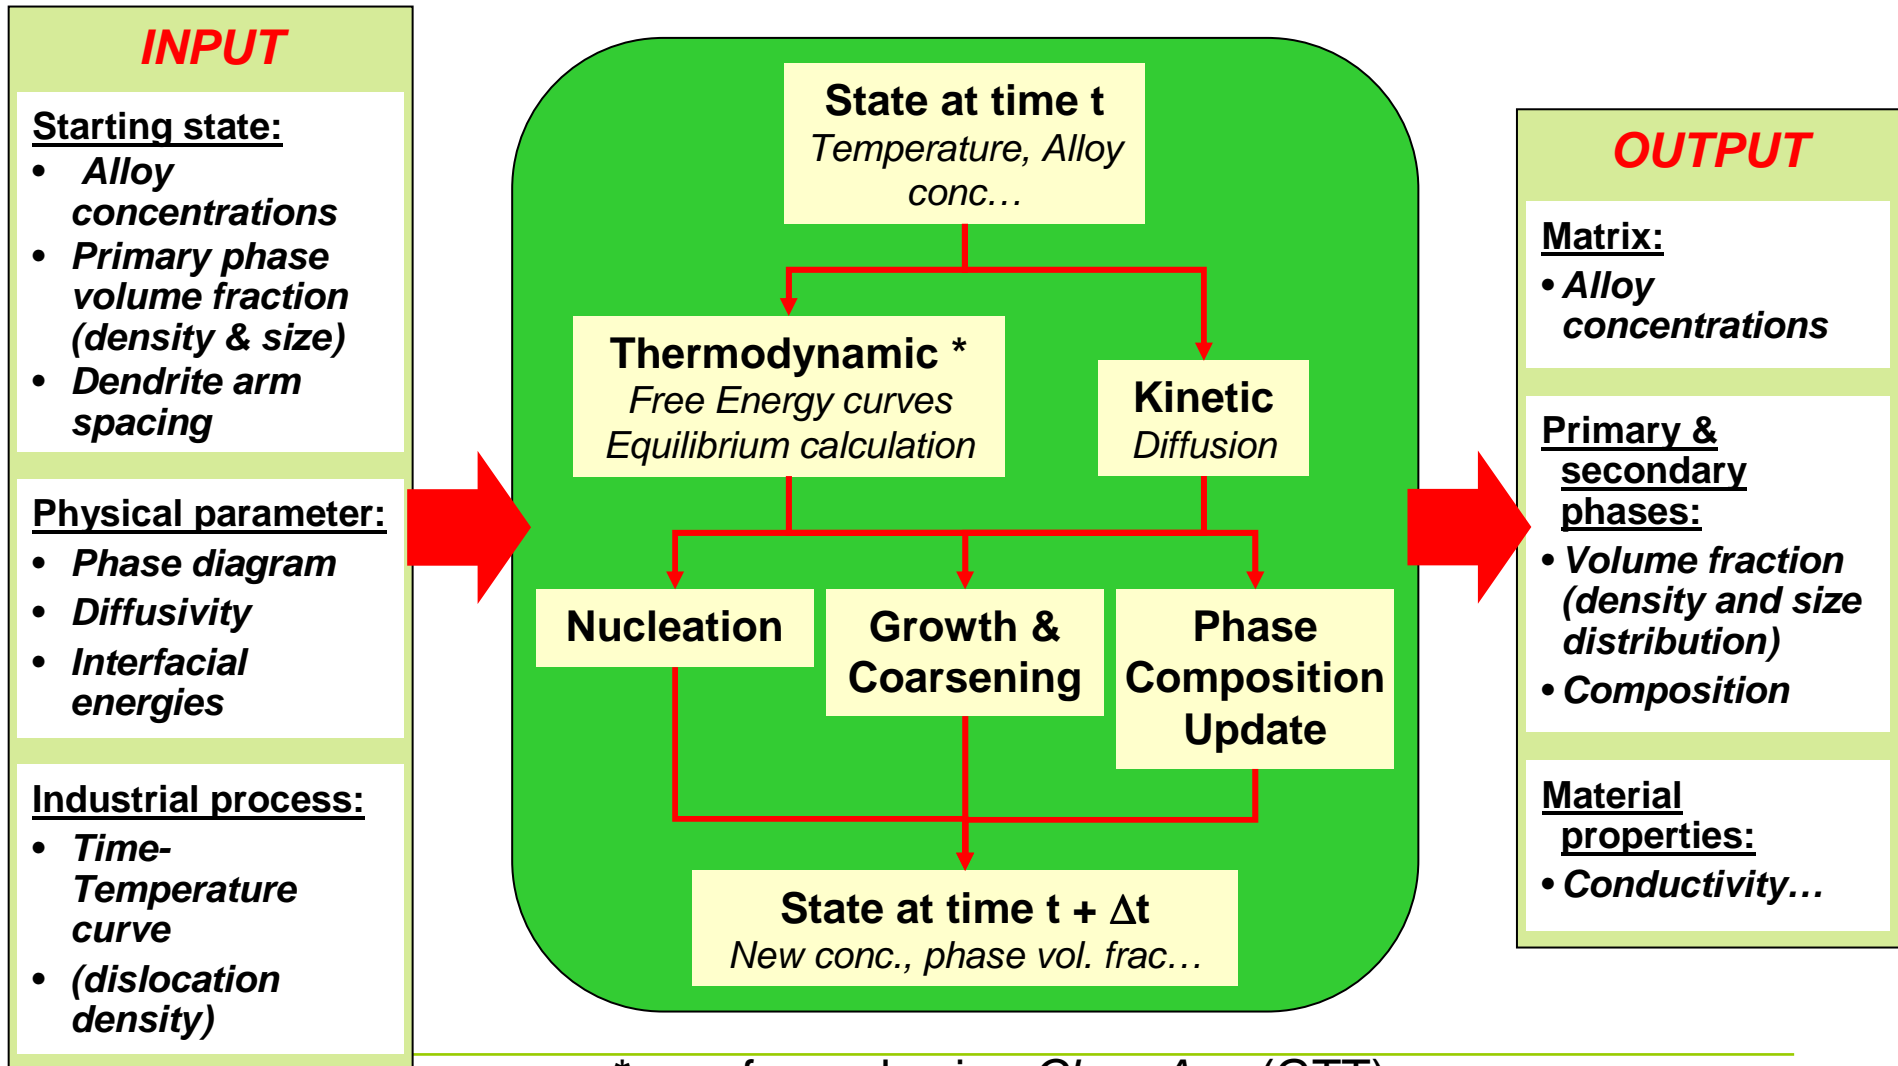 INPUT
Starting state:
• Alloy
concentrations
• Primary phase
volume fraction
(density & size)
• Dendrite arm
spacing
Physical parameter:
• Phase diagram
• Diffusivity
• Interfacial
energies
Industrial process:
• Time-
Temperature
curve
• (dislocation
density)
State at time t
Temperature, Alloy
conc…
Thermodynamic *
Free Energy curves
Equilibrium calculation
Kinetic
Diffusion
Nucleation
Growth &
Coarsening
Phase
Composition
Update
State at time t + Δt
New conc., phase vol. frac…
OUTPUT
Matrix:
• Alloy
concentrations
Primary &
secondary
phases:
• Volume fraction
(density and size
distribution)
• Composition
Material
properties:
• Conductivity…
* (GTT)